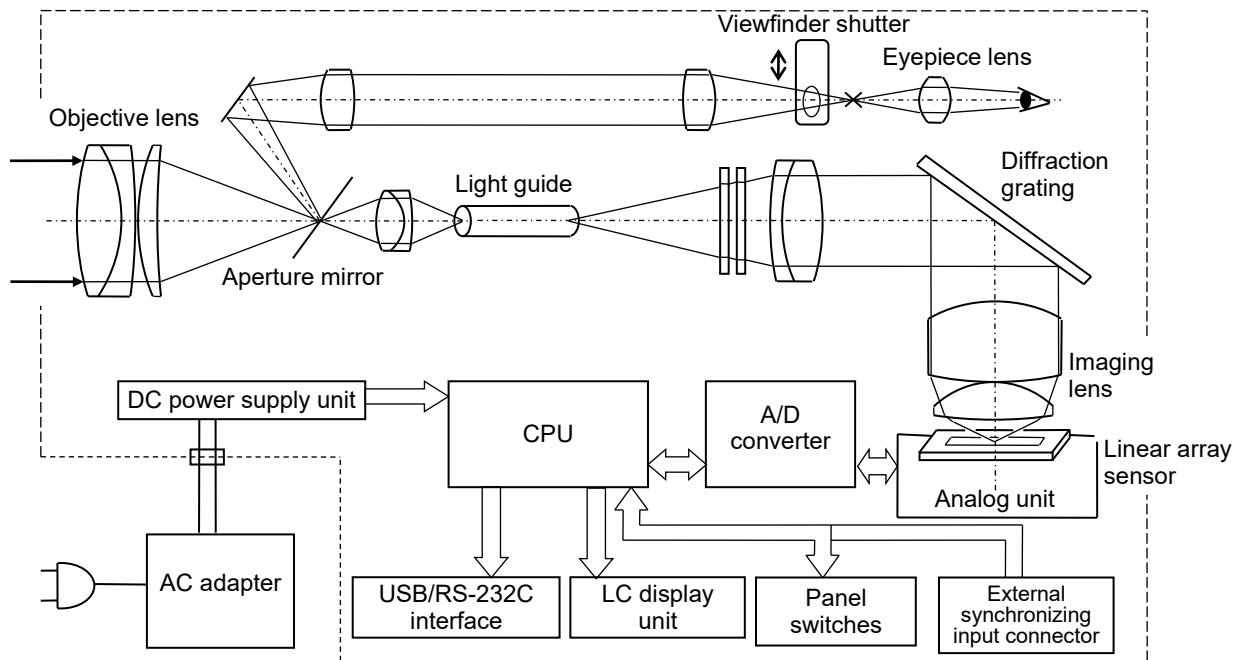 Viewfinder shutter
Eyepiece lens
Objective lens
Light guide
Aperture mirror
Diffraction
grating
Imaging
lens
DC power supply unit
CPU
A/D
converter
Linear array
sensor
Analog unit
AC adapter
USB/RS-232C
interface
LC display
unit
Panel
switches
External
synchronizing
input connector